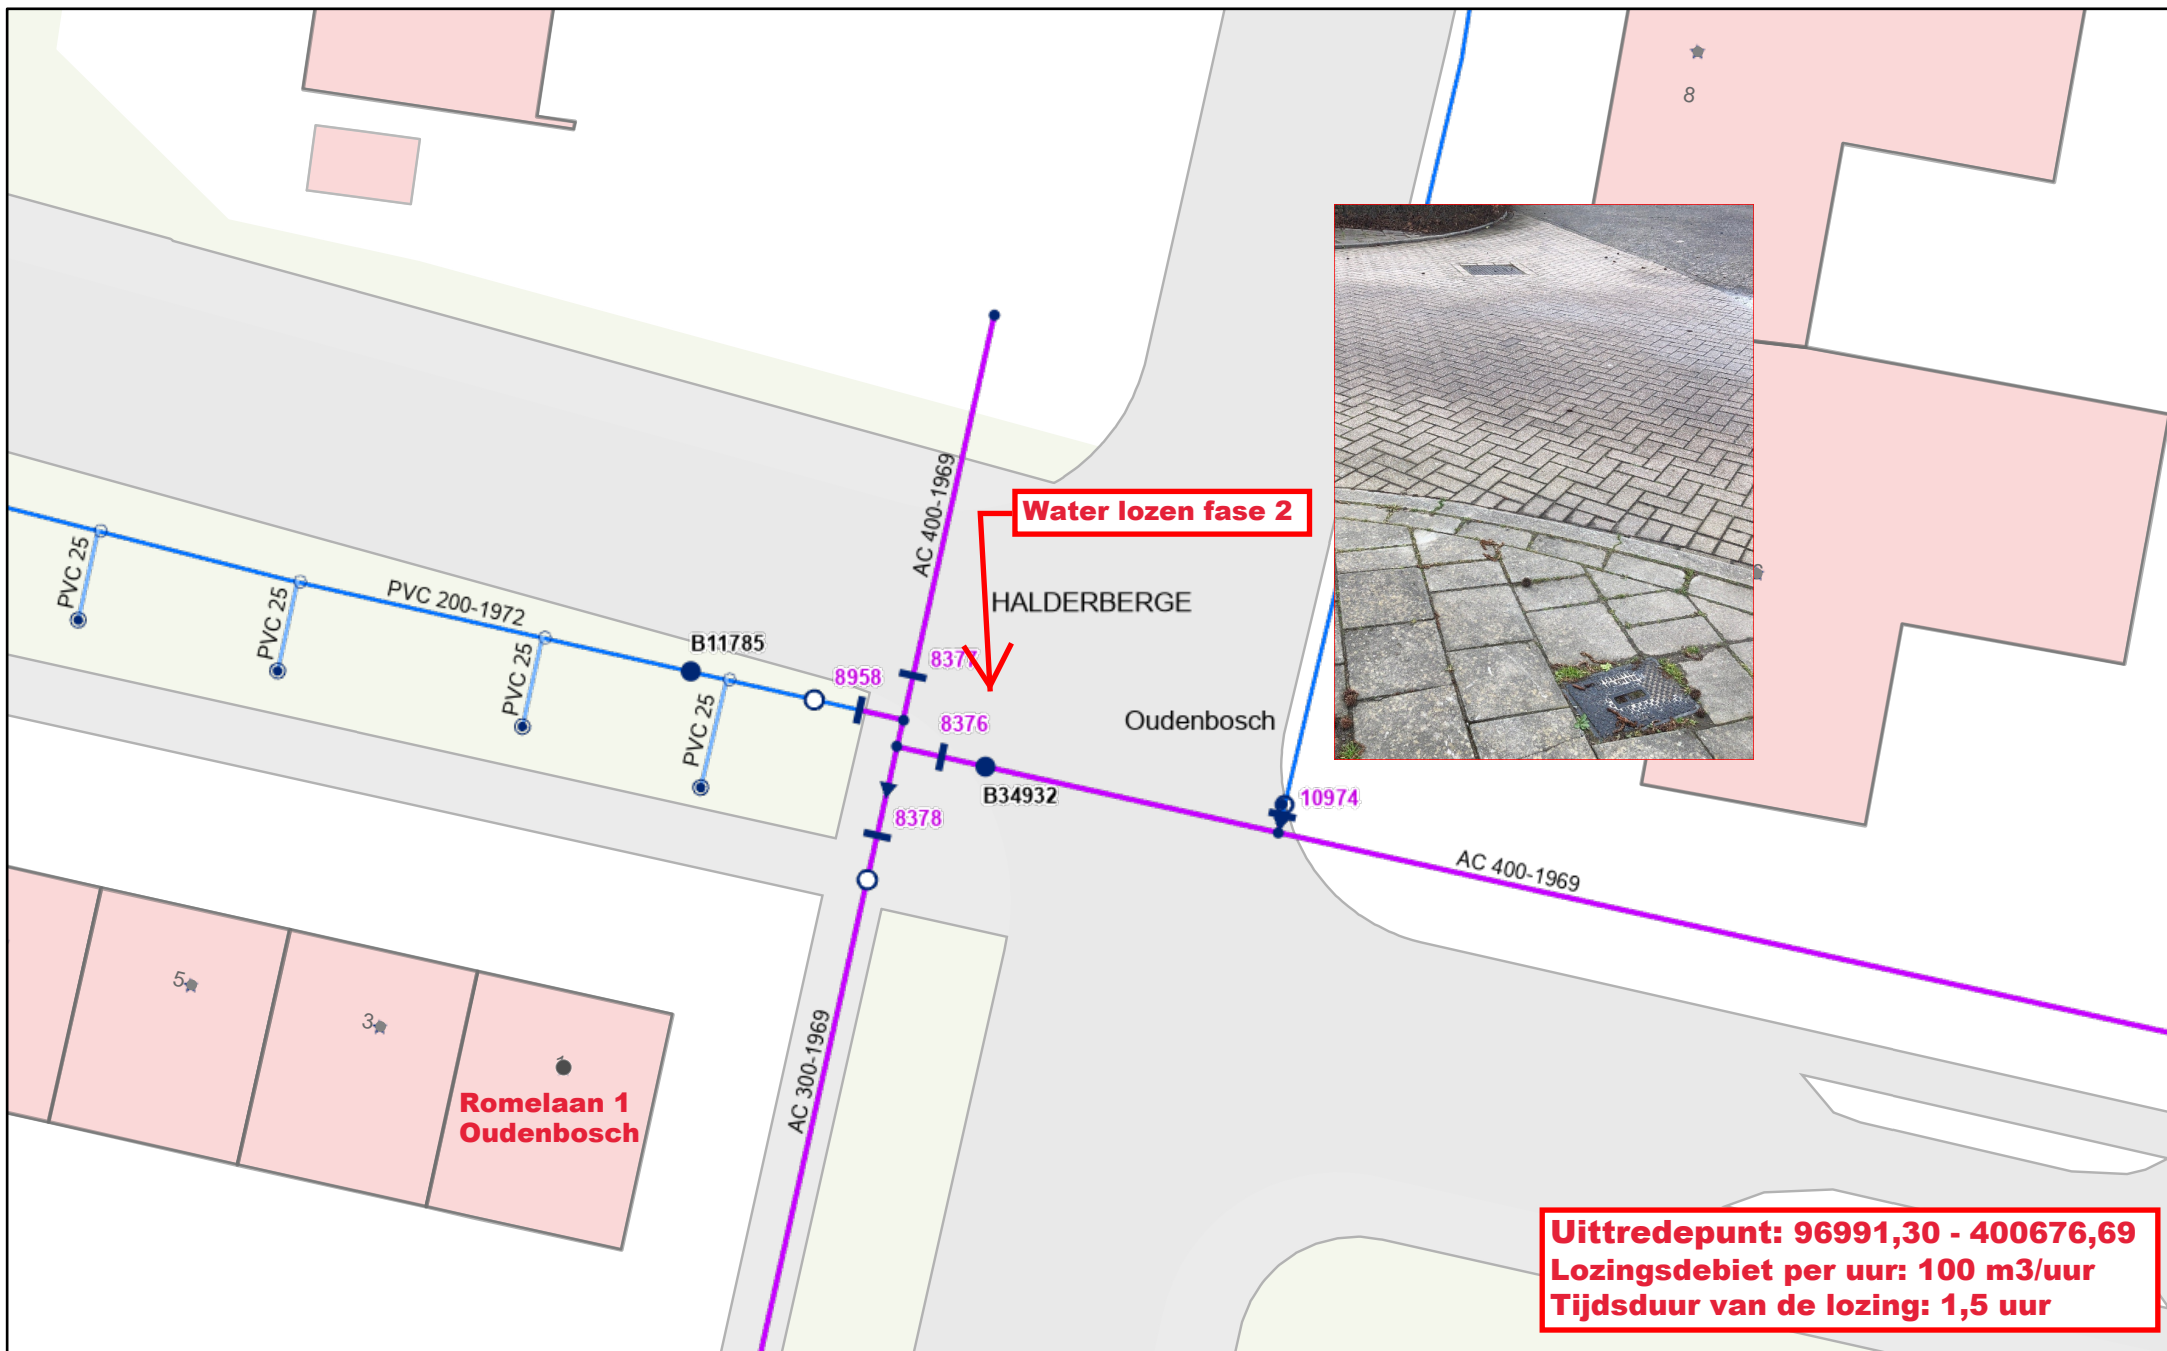 8
AC 400-1969
Water lozen fase 2
HALDERBERGE
PVC 25
PVC 25
PVC 200-1972
PVC 25
B11785
PVC 25
8958
8377
8376
Oudenbosch
B34932
10974
8378
AC 400-1969
5
3
1
AC 300-1969
Romelaan 1
Oudenbosch
Uittredepunt: 96991,30 - 400676,69
Lozingsdebiet per uur: 100 m3/uur
Tijdsduur van de lozing: 1,5 uur